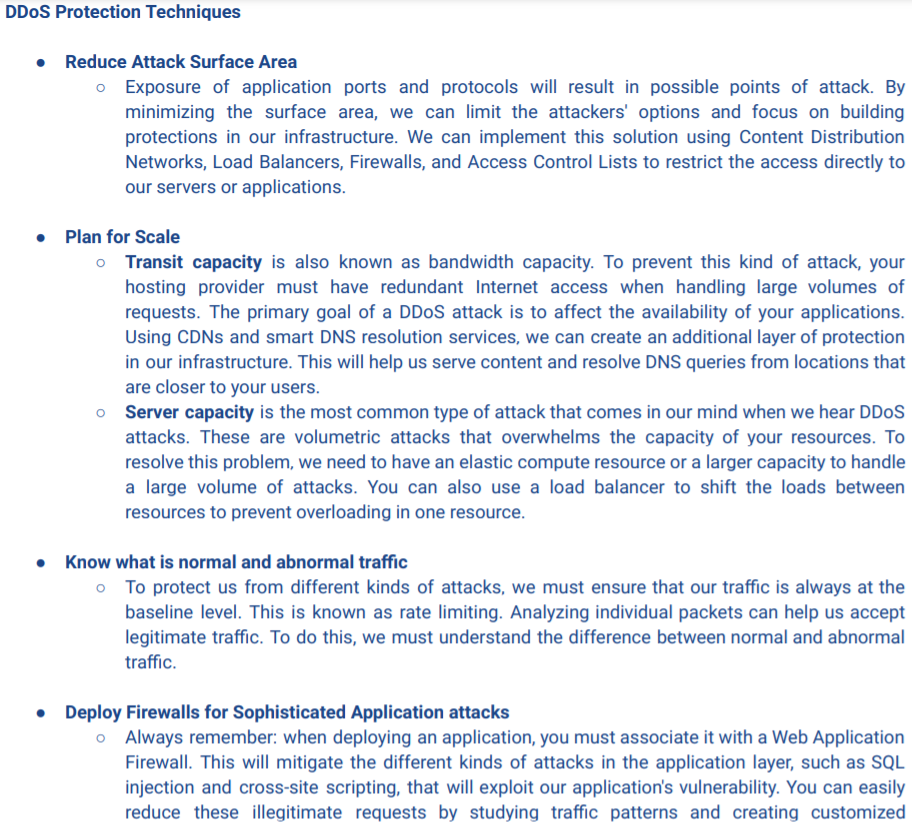 DDoS Protection Techniques
● Reduce Attack Surface Area
○ Exposure of application ports and protocols will result in possible points of attack. By
minimizing the surface area, we can limit the attackers' options and focus on building
protections in our infrastructure. We can implement this solution using Content Distribution
Networks, Load Balancers, Firewalls, and Access Control Lists to restrict the access directly to
our servers or applications.
● Plan for Scale
○ Transit capacity is also known as bandwidth capacity. To prevent this kind of attack, your
hosting provider must have redundant Internet access when handling large volumes of
requests. The primary goal of a DDoS attack is to affect the availability of your applications.
Using CDNs and smart DNS resolution services, we can create an additional layer of protection
in our infrastructure. This will help us serve content and resolve DNS queries from locations that
are closer to your users.
○ Server capacity is the most common type of attack that comes in our mind when we hear DDoS
attacks. These are volumetric attacks that overwhelms the capacity of your resources. To
resolve this problem, we need to have an elastic compute resource or a larger capacity to handle
a large volume of attacks. You can also use a load balancer to shift the loads between
resources to prevent overloading in one resource.
● Know what is normal and abnormal traffic
○ To protect us from different kinds of attacks, we must ensure that our traffic is always at the
baseline level. This is known as rate limiting. Analyzing individual packets can help us accept
legitimate traffic. To do this, we must understand the difference between normal and abnormal
traffic.
● Deploy Firewalls for Sophisticated Application attacks
○ Always remember: when deploying an application, you must associate it with a Web Application
Firewall. This will mitigate the different kinds of attacks in the application layer, such as SQL
injection and cross-site scripting, that will exploit our application's vulnerability. You can easily
reduce these illegitimate requests by studying traffic patterns and creating customized